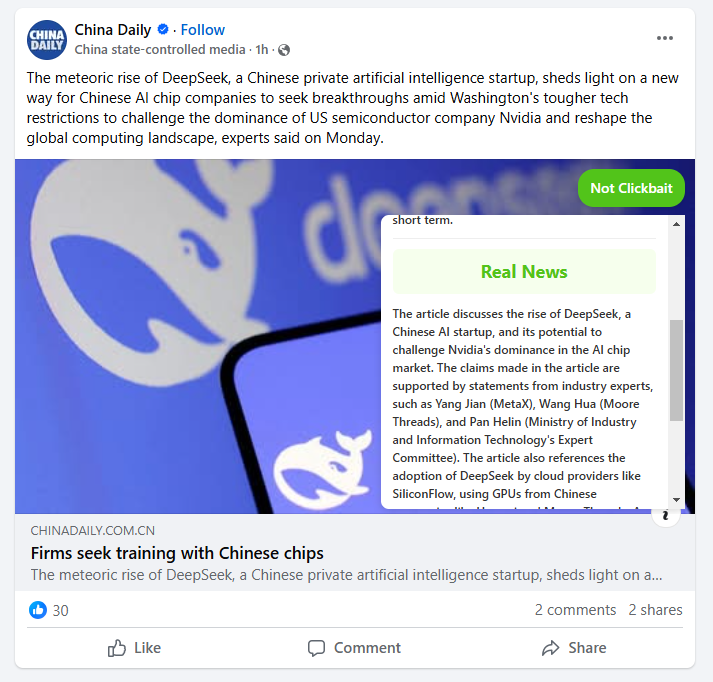 CHINA DAILY
China Daily · Follow
China state-controlled media · 1h ·
The meteoric rise of DeepSeek, a Chinese private artificial intelligence startup, sheds light on a new
way for Chinese AI chip companies to seek breakthroughs amid Washington's tougher tech
restrictions to challenge the dominance of US semiconductor company Nvidia and reshape the
global computing landscape, experts said on Monday.
deepseek
Not Clickbait
short term.
Real News
The article discusses the rise of DeepSeek, a
Chinese AI startup, and its potential to
challenge Nvidia's dominance in the AI chip
market. The claims made in the article are
supported by statements from industry experts,
such as Yang Jian (MetaX), Wang Hua (Moore
Threads), and Pan Helin (Ministry of Industry
and Information Technology's Expert
Committee). The article also references the
adoption of DeepSeek by cloud providers like
SiliconFlow, using GPUs from Chinese
i
CHINADAILY.COM.CN
Firms seek training with Chinese chips
The meteoric rise of DeepSeek, a Chinese private artificial intelligence startup, sheds light on a...
30
2 comments 2 shares
Like Comment Share